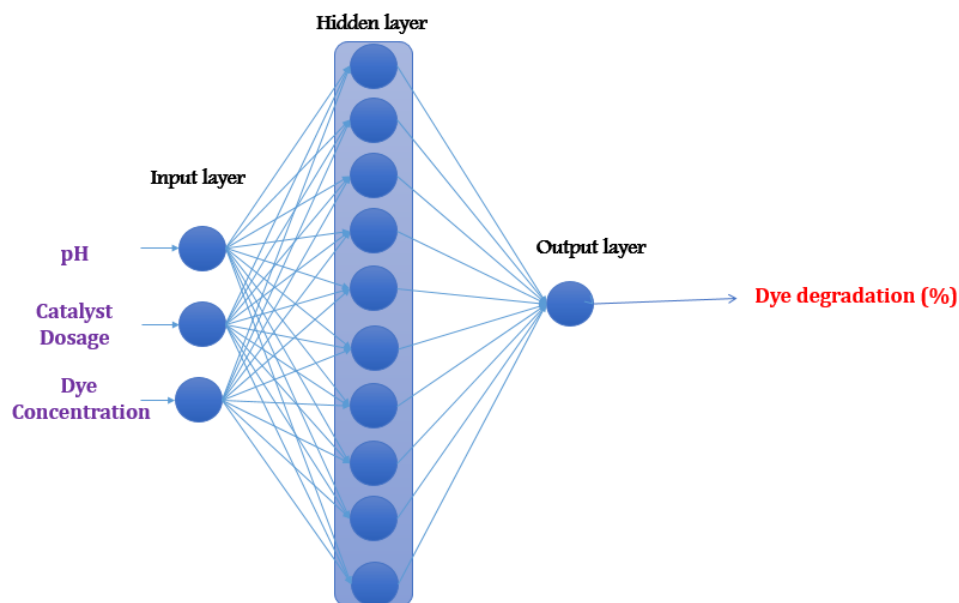 Hidden layer
Input layer
pH
Catalyst
Dosage
Dye
Concentration
Output layer
Dye degradation (%)